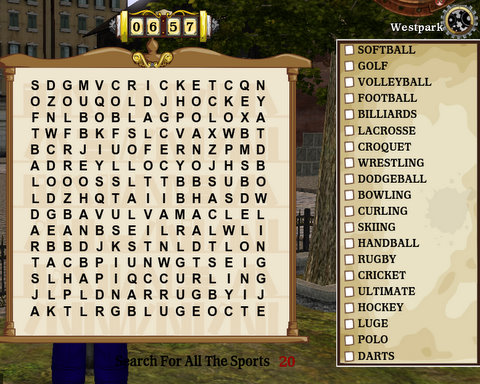 06:57
Westpark
SDGMVCRICKETCQN
OZOUQOLDJHOCKEY
FNLBOBLAGPOLOXA
TWFBKFSLCVAXWBT
BCRJIUOFERNZPMD
ADREYLLOCYOJHSB
LOOOSSLTTBBSUBO
LDZHQTAIIBHASDW
DGBAVULVAMACLEL
AEANBSEILRALWLI
RBBDJKSTNLDTLON
TACBPIUNWGTSEIG
SLHAPIQCCURLING
JLPLDNARRUGBYIJ
AKTLRGBLUGEOCTE
SOFTBALL
GOLF
VOLLEYBALL
FOOTBALL
BILLIARDS
LACROSSE
CROQUET
WRESTLING
DODGEBALL
BOWLING
CURLING
SKIING
HANDBALL
RUGBY
CRICKET
ULTIMATE
HOCKEY
LUGE
POLO
DARTS
Search For All The Sports 20